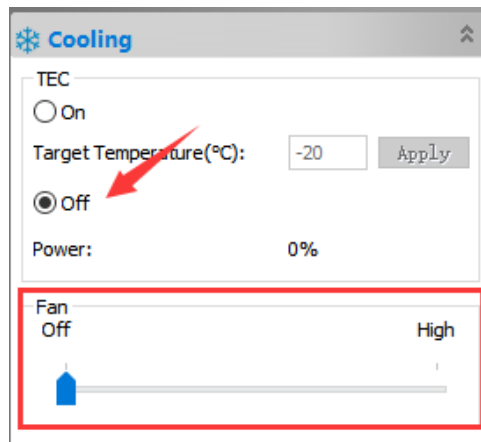 Cooling
TEC
On
Target Temperature(°C): -20 Apply
Off
Power: 0%
Fan
Off High